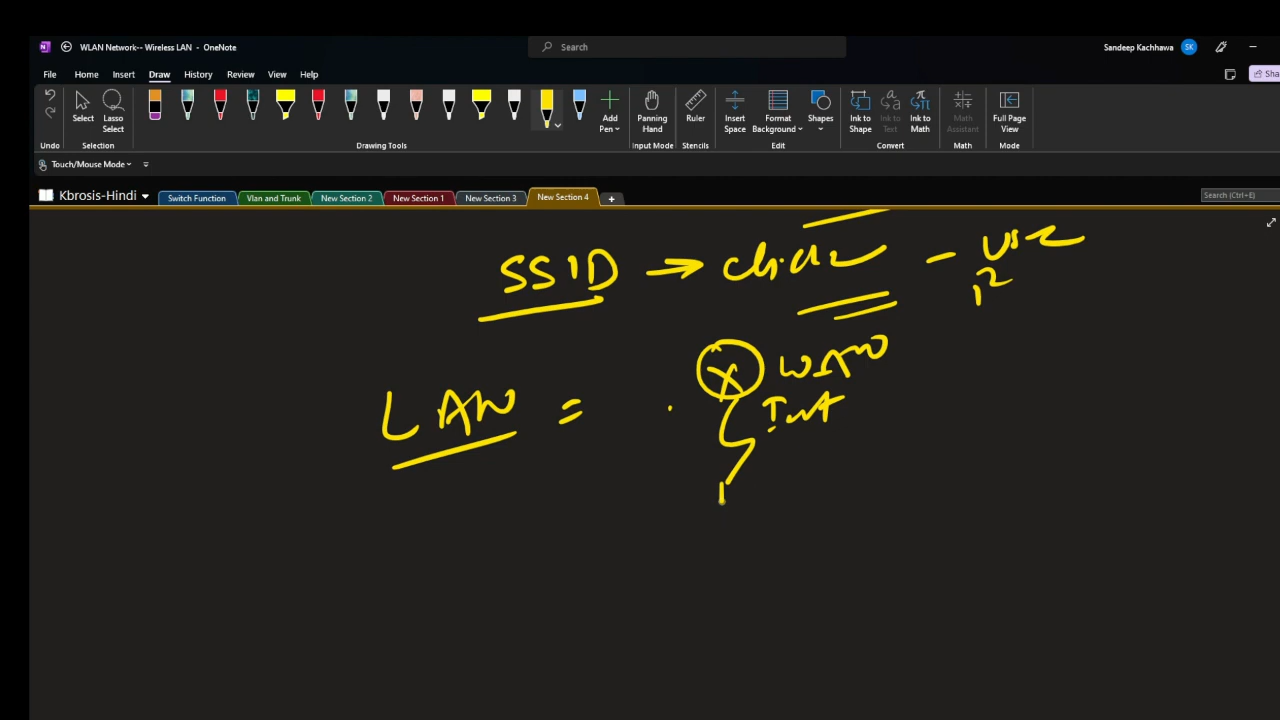 WLAN Network-- Wireless LAN - OneNote
Search
Sandeep Kachhawa
SK
File Home Insert Draw History Review View Help
Sha
Select
Lasso Select
Add Pen
Panning Hand
Ruler
Insert Space
Format Background
Shapes
Ink to Shape
Ink to Text
Ink to Math
Math Assistant
Full Page View
Undo Selection Drawing Tools Input Mode Stencils Edit Convert Math Mode
Touch/Mouse Mode
Kbrosis-Hindi
Switch Function Vlan and Trunk New Section 2 New Section 1 New Section 3 New Section 4 +
Search (Ctrl+E)
SSID →
LAN =
WAN